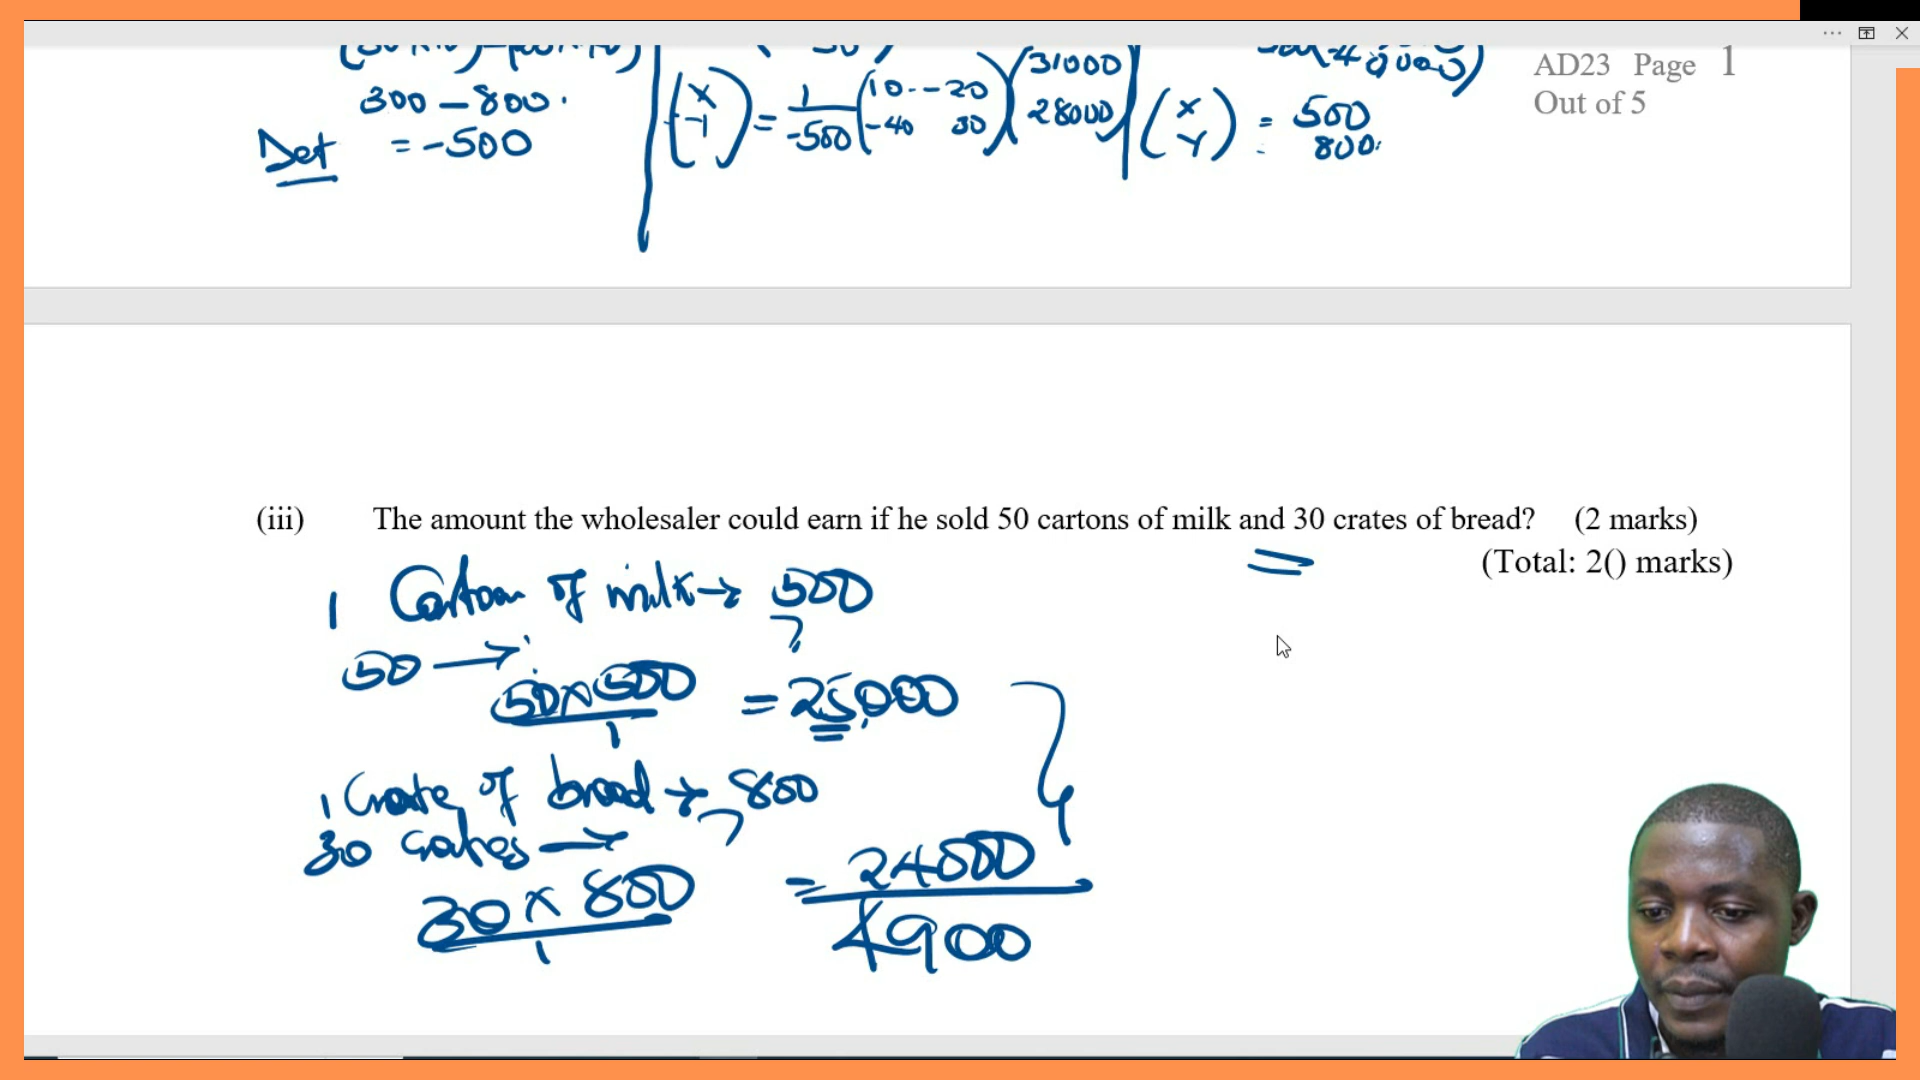 300 - 800.
Det = -500
(x
y) = 1/-500 (10 - -20
-40 30) (31000
28000)
(x
y) = 500
= 800.
AD23 Page 1
Out of 5
(iii) The amount the wholesaler could earn if he sold 50 cartons of milk and 30 crates of bread? (2 marks)
(Total: 2() marks)
1 Carton of milk → 500
50 → ?
50 x 500 = 25,000
1
1 Crate of bread → 800
30 crates → ?
30 x 800 = 24000
1
4900